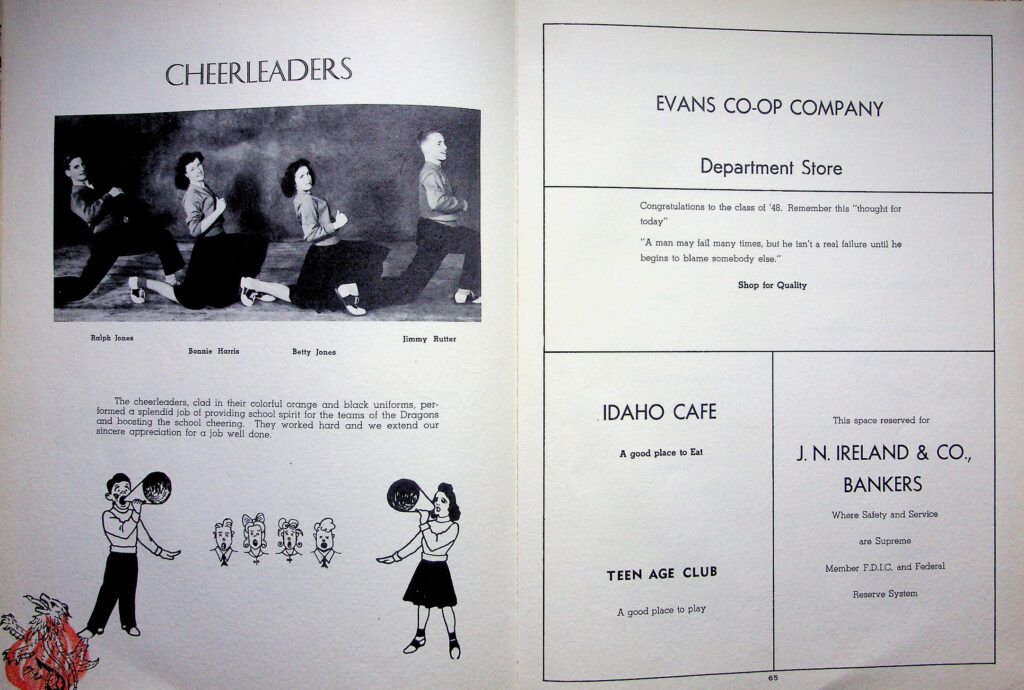 CHEERLEADERS
Ralph Jones
Bonnie Harris
Betty Jones
Jimmy Rutter
The cheerleaders, clad in their colorful orange and black uniforms, per-
formed a splendid job of providing school spirit for the teams of the Dragons
and boosting the school cheering. They worked hard and we extend our
sincere appreciation for a job well done.
EVANS CO-OP COMPANY
Department Store
Congratulations to the class of '48. Remember this "thought for
today"
"A man may fail many times, but he isn't a real failure until he
begins to blame somebody else."
Shop for Quality
IDAHO CAFE
A good place to Eat
TEEN AGE CLUB
A good place to play
This space reserved for
J. N. IRELAND & CO.,
BANKERS
Where Safety and Service
are Supreme
Member F.D.I.C. and Federal
Reserve System
65